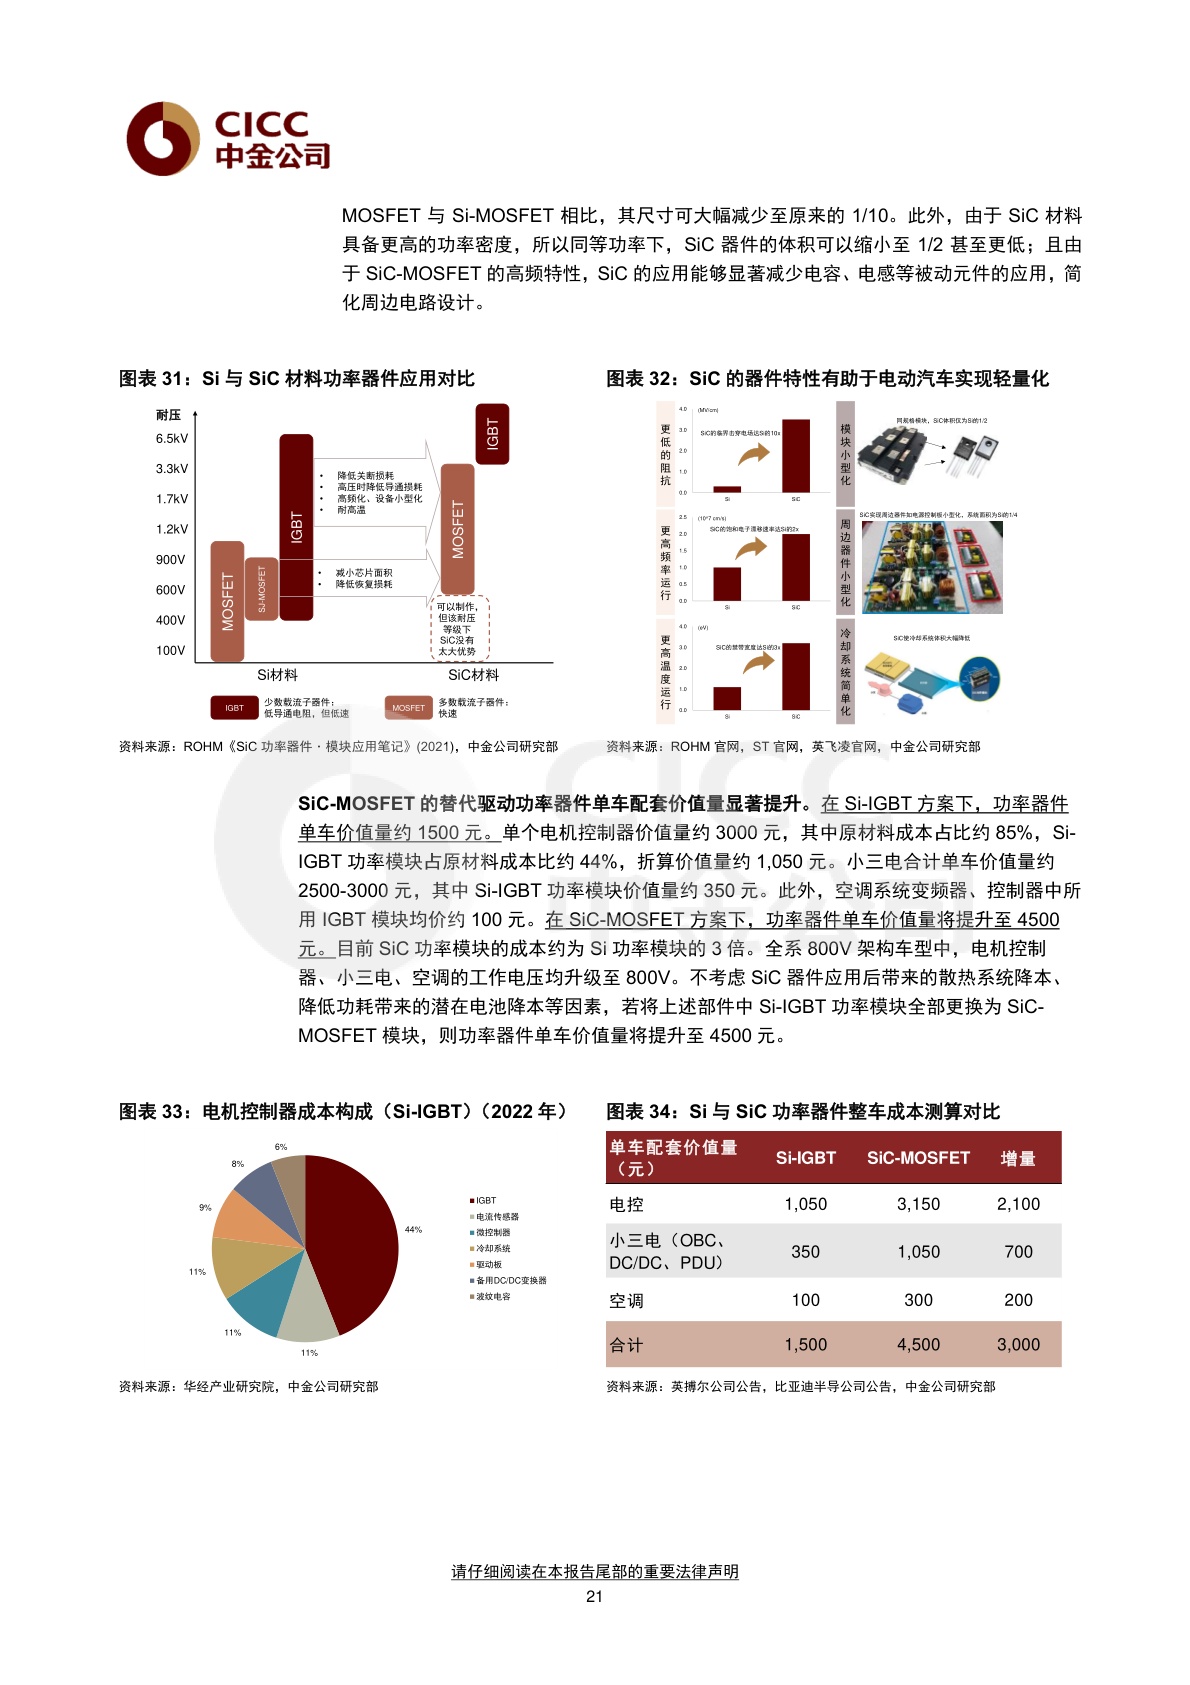 CICC
中金公司
MOSFET 与 Si-MOSFET 相比，其尺寸可大幅减少至原来的 1/10。此外，由于 SiC 材料
具备更高的功率密度，所以同等功率下，SiC 器件的体积可以缩小至 1/2 甚至更低；且由
于 SiC-MOSFET 的高频特性，SiC 的应用能够显著减少电容、电感等被动元件的应用，简
化周边电路设计。
图表 31：Si 与 SiC 材料功率器件应用对比
耐压
6.5kV
3.3kV
1.7kV
1.2kV
900V
600V
400V
100V
MOSFET
SJ-MOSFET
IGBT
• 降低关断损耗
• 高压时降低导通损耗
• 高频化、设备小型化
• 耐高温
• 减小芯片面积
• 降低恢复损耗
MOSFET
IGBT
可以制作，
但该耐压
等级下
SiC没有
太大优势
Si材料
SiC材料
IGBT
少数载流子器件；
低导通电阻，但低速
MOSFET
多数载流子器件；
快速
资料来源：ROHM《SiC 功率器件 · 模块应用笔记》(2021)，中金公司研究部
图表 32：SiC 的器件特性有助于电动汽车实现轻量化
更低的阻抗
4.0
3.0
2.0
1.0
0.0
(MV/cm)
SiC的临界击穿电场达Si的10x
Si
SiC
模块小型化
同规格模块，SiC体积仅为Si的1/2
更高频率运行
2.5
2.0
1.5
1.0
0.5
0.0
(10^7 cm/s)
SiC的饱和电子漂移速率达Si的2x
Si
SiC
周边器件小型化
SiC实现周边器件如电源控制板小型化、系统面积为Si的1/4
更高温度运行
4.0
3.0
2.0
1.0
0.0
(eV)
SiC的禁带宽度达Si的3x
Si
SiC
冷却系统简单化
SiC使冷却系统体积大幅降低
资料来源：ROHM 官网，ST 官网，英飞凌官网，中金公司研究部
SiC-MOSFET 的替代驱动功率器件单车配套价值量显著提升。在 Si-IGBT 方案下，功率器件
单车价值量约 1500 元。单个电机控制器价值量约 3000 元，其中原材料成本占比约 85%，Si-
IGBT 功率模块占原材料成本比约 44%，折算价值量约 1,050 元。小三电合计单车价值量约
2500-3000 元，其中 Si-IGBT 功率模块价值量约 350 元。此外，空调系统变频器、控制器中所
用 IGBT 模块均价约 100 元。在 SiC-MOSFET 方案下，功率器件单车价值量将提升至 4500
元。目前 SiC 功率模块的成本约为 Si 功率模块的 3 倍。全系 800V 架构车型中，电机控制
器、小三电、空调的工作电压均升级至 800V。不考虑 SiC 器件应用后带来的散热系统降本、
降低功耗带来的潜在电池降本等因素，若将上述部件中 Si-IGBT 功率模块全部更换为 SiC-
MOSFET 模块，则功率器件单车价值量将提升至 4500 元。
图表 33：电机控制器成本构成（Si-IGBT）（2022 年）
6%
8%
9%
11%
11%
11%
44%
IGBT
电流传感器
微控制器
冷却系统
驱动板
备用DC/DC变换器
波纹电容
资料来源：华经产业研究院，中金公司研究部
图表 34：Si 与 SiC 功率器件整车成本测算对比
单车配套价值量（元） Si-IGBT SiC-MOSFET 增量
电控 1,050 3,150 2,100
小三电（OBC、DC/DC、PDU） 350 1,050 700
空调 100 300 200
合计 1,500 4,500 3,000
资料来源：英搏尔公司公告，比亚迪半导公司公告，中金公司研究部
请仔细阅读在本报告尾部的重要法律声明
21